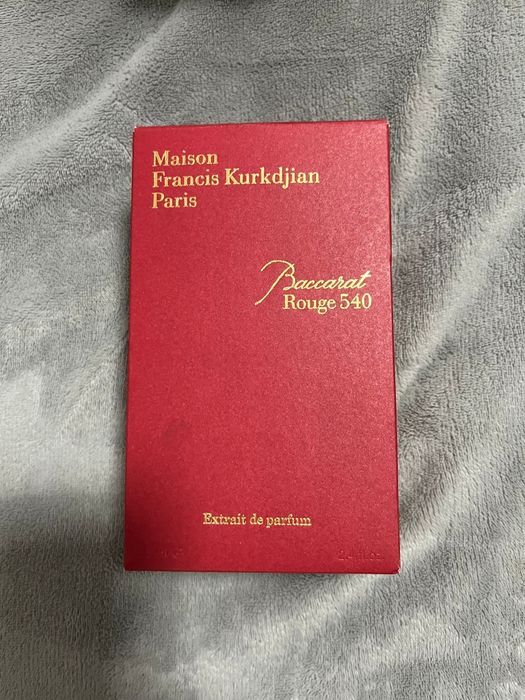 Maison
Francis Kurkdjian
Paris
Baccarat
Rouge 540
Extrait de parfum